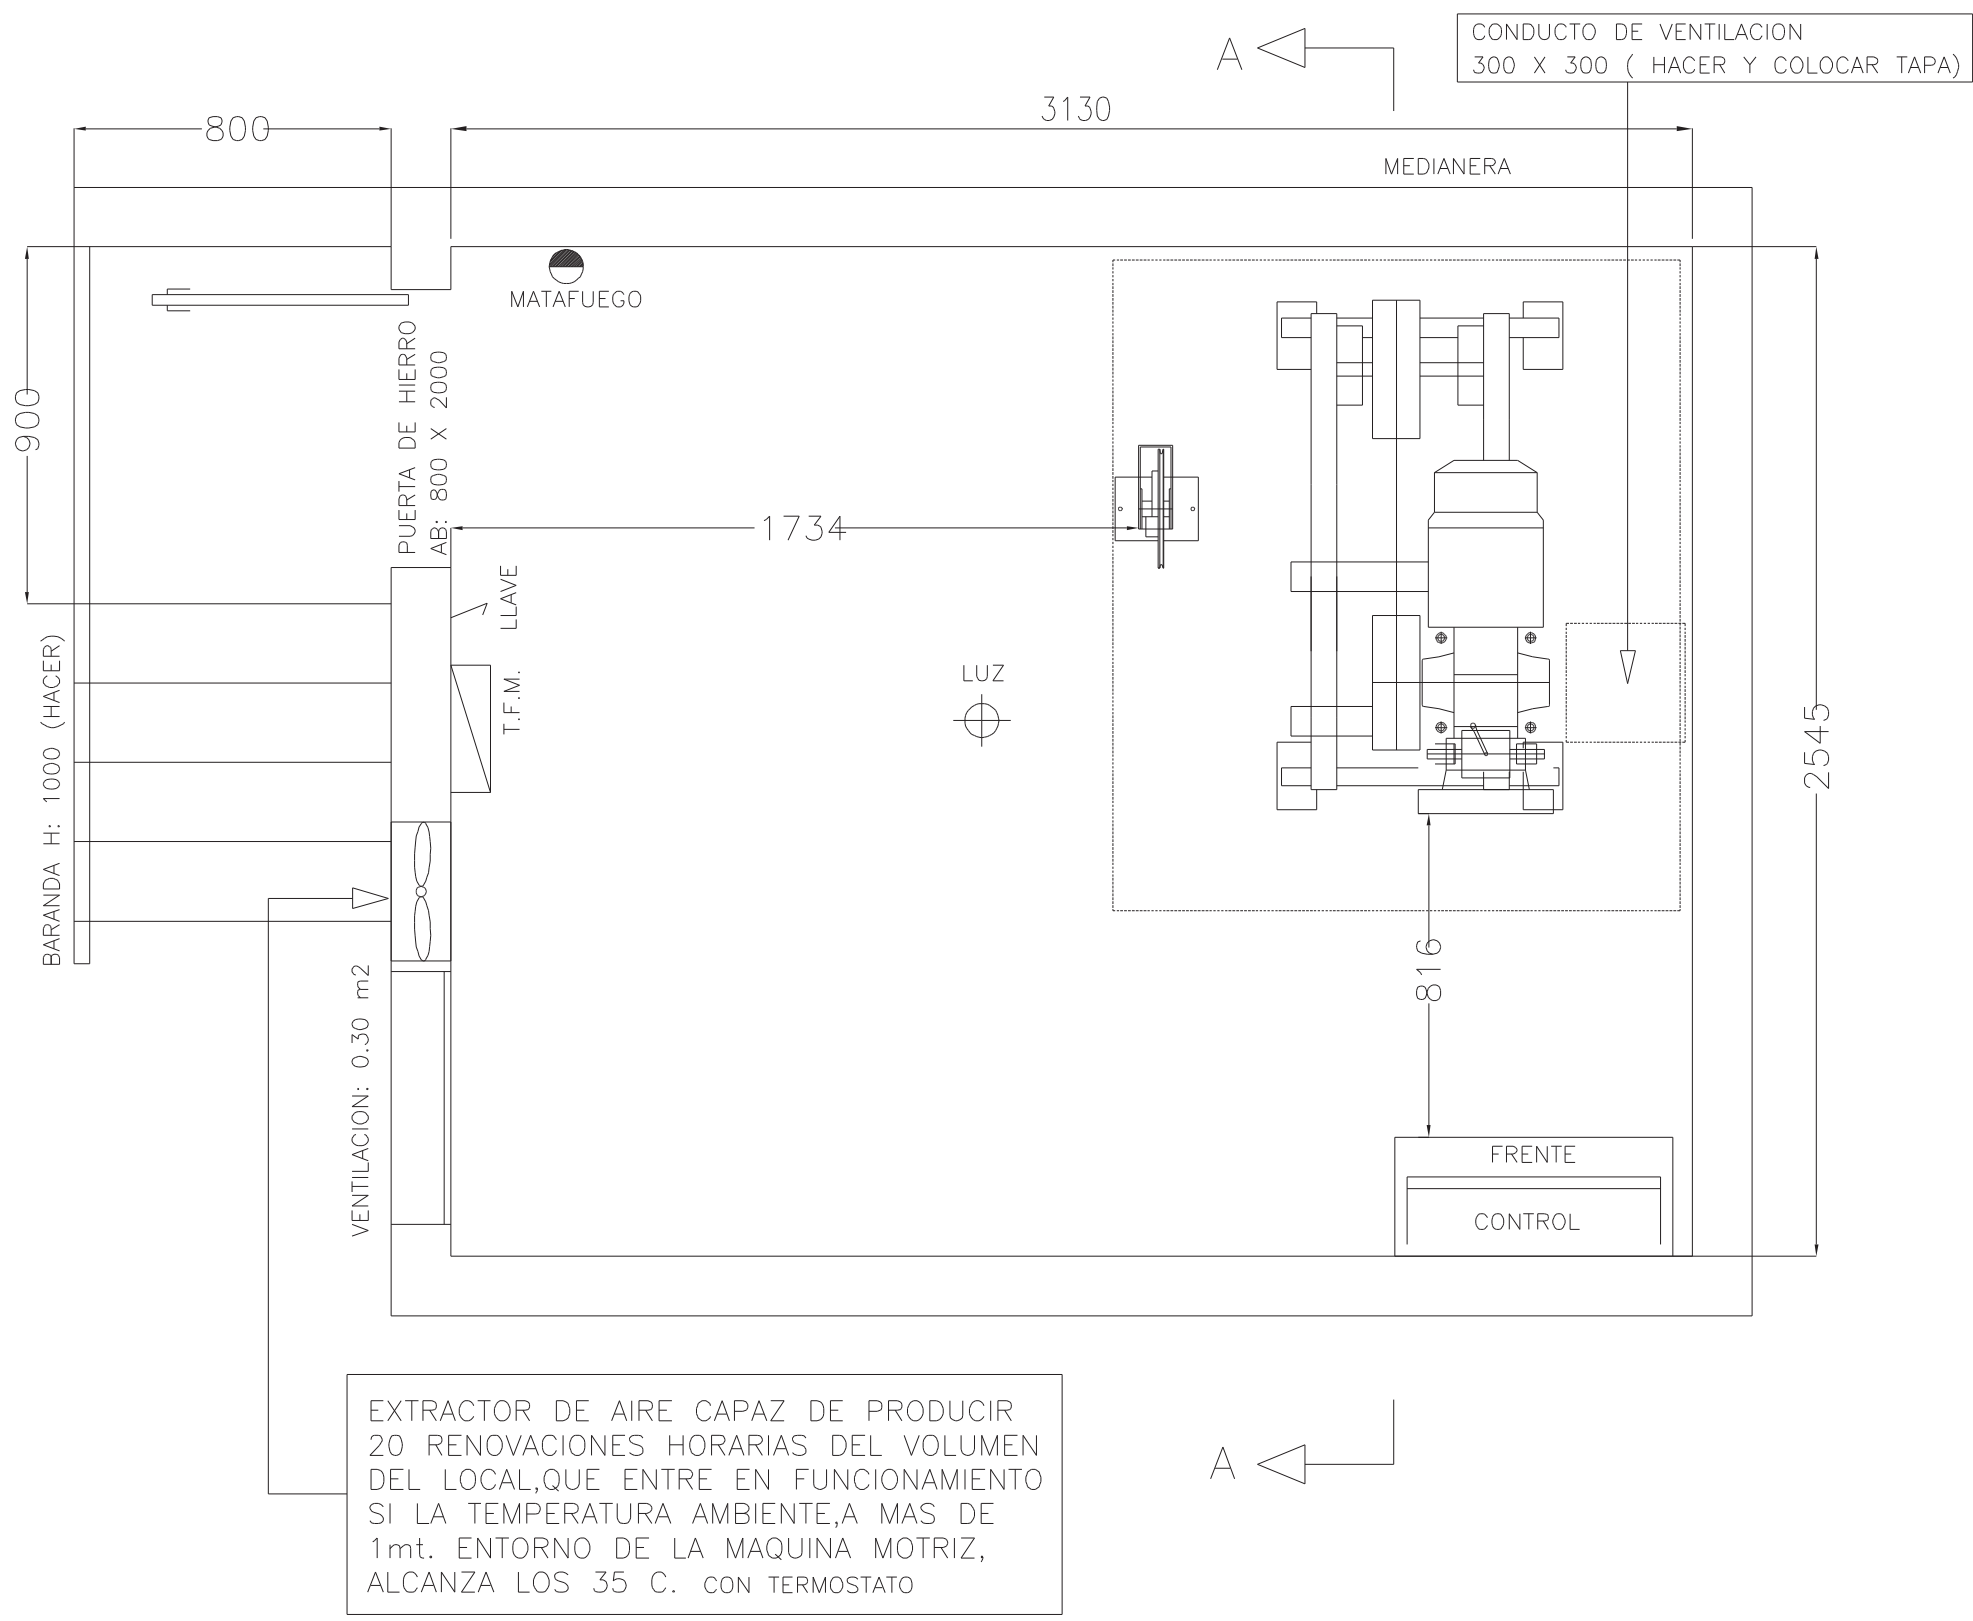 A
CONDUCTO DE VENTILACION
300 X 300 ( HACER Y COLOCAR TAPA)
800
3130
MEDIANERA
MATAFUEGO
900
PUERTA DE HIERRO
AB: 800 X 2000
1734
LLAVE
T.F.M.
LUZ
BARANDA H: 1000 (HACER)
2545
816
VENTILACION: 0.30 m2
FRENTE
CONTROL
A
EXTRACTOR DE AIRE CAPAZ DE PRODUCIR
20 RENOVACIONES HORARIAS DEL VOLUMEN
DEL LOCAL,QUE ENTRE EN FUNCIONAMIENTO
SI LA TEMPERATURA AMBIENTE,A MAS DE
1mt. ENTORNO DE LA MAQUINA MOTRIZ,
ALCANZA LOS 35 C. CON TERMOSTATO